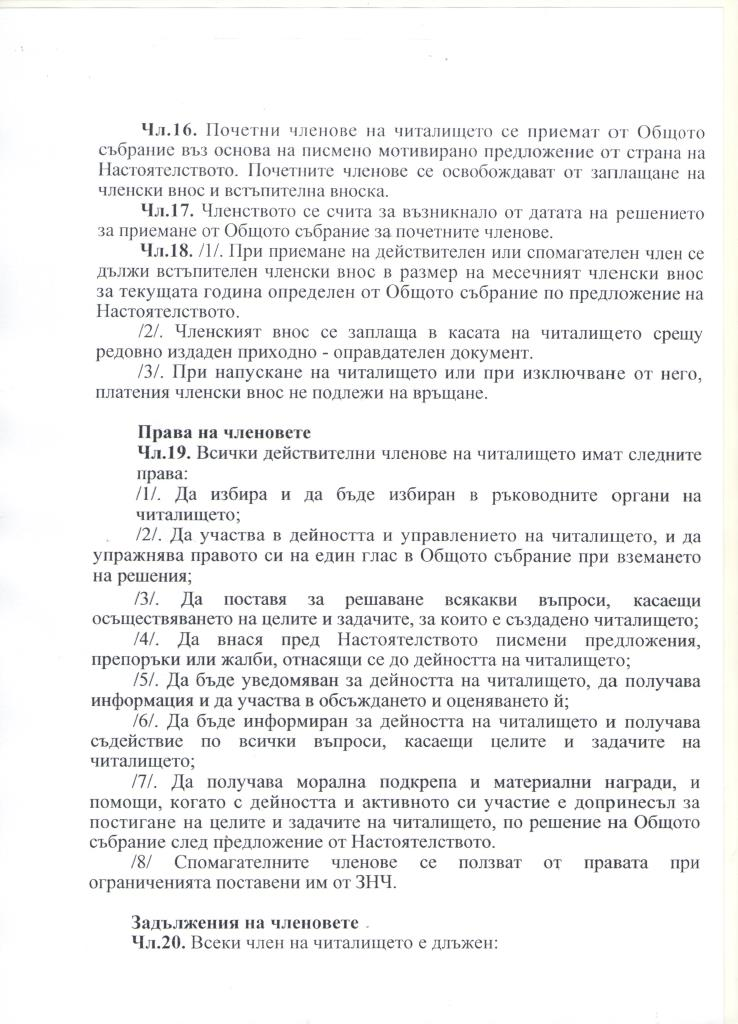 Чл.16. Почетни членове на читалището се приемат от Общото
събрание въз основа на писмено мотивирано предложение от страна на
Настоятелството. Почетните членове се освобождават от заплащане на
членски внос и встъпителна вноска.
Чл.17. Членството се счита за възникнало от датата на решението
за приемане от Общото събрание за почетните членове.
Чл.18. /1/. При приемане на действителен или спомагателен член се
дължи встъпителен членски внос в размер на месечният членски внос
за текущата година определен от Общото събрание по предложение на
Настоятелството.
/2/. Членският внос се заплаща в касата на читалището срещу
редовно издаден приходно - оправдателен документ.
/3/. При напускане на читалището или при изключване от него,
платения членски внос не подлежи на връщане.
Права на членовете
Чл.19. Всички действителни членове на читалището имат следните
права:
/1/. Да избира и да бъде избиран в ръководните органи на
читалището;
/2/. Да участва в дейността и управлението на читалището, и да
упражнява правото си на един глас в Общото събрание при вземането
на решения;
/3/. Да поставя за решаване всякакви въпроси, касаещи
осъществяването на целите и задачите, за които е създадено читалището;
/4/. Да внася пред Настоятелството писмени предложения,
препоръки или жалби, отнасящи се до дейността на читалището;
/5/. Да бъде уведомяван за дейността на читалището, да получава
информация и да участва в обсъждането и оценяването й;
/6/. Да бъде информиран за дейността на читалището и получава
съдействие по всички въпроси, касаещи целите и задачите на
читалището;
/7/. Да получава морална подкрепа и материални награди, и
помощи, когато с дейността и активното си участие е допринесъл за
постигане на целите и задачите на читалището, по решение на Общото
събрание след предложение от Настоятелството.
/8/ Спомагателните членове се ползват от правата при
ограниченията поставени им от ЗНЧ.
Задължения на членовете
Чл.20. Всеки член на читалището е длъжен: